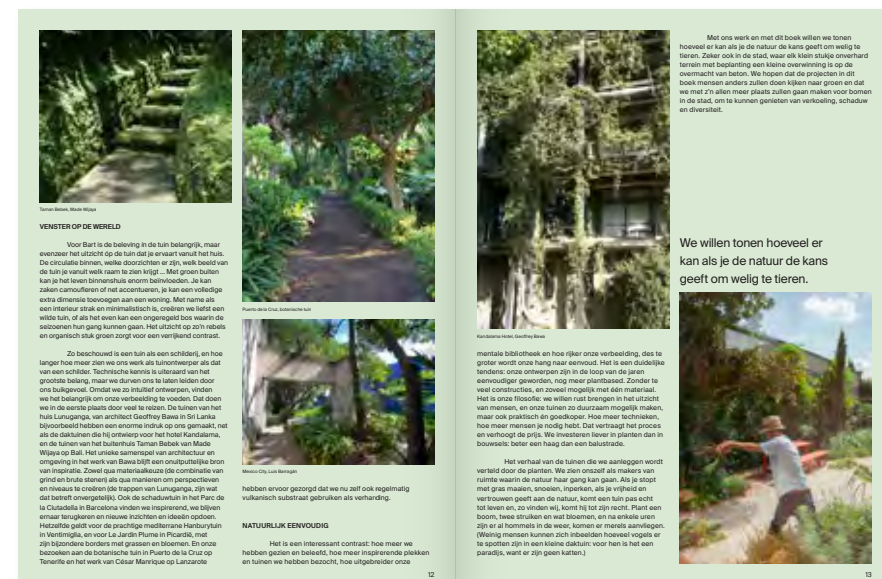 Taman Bebek, Made Wijaya
VENSTER OP DE WERELD
Voor Bart is de beleving in de tuin belangrijk, maar
evenzeer het uitzicht óp de tuin dat je ervaart vanuit het huis.
De circulatie binnen, welke doorzichten er zijn, welk beeld van
de tuin je vanuit welk raam te zien krijgt ... Met groen buiten
kan je het leven binnenshuis enorm beïnvloeden. Je kan
zaken camoufleren of net accentueren, je kan een volledige
extra dimensie toevoegen aan een woning. Met name als
een interieur strak en minimalistisch is, creëren we liefst een
wilde tuin, of als het even kan een ongeregeld bos waarin de
seizoenen hun gang kunnen gaan. Het uitzicht op zo'n rebels
en organisch stuk groen zorgt voor een verrijkend contrast.
Zo beschouwd is een tuin als een schilderij, en hoe
langer hoe meer zien we ons werk als tuinontwerper als dat
van een schilder. Technische kennis is uiteraard van het
grootste belang, maar we durven ons te laten leiden door
ons buikgevoel. Omdat we zo intuïtief ontwerpen, vinden
we het belangrijk om onze verbeelding te voeden. Dat doen
we in de eerste plaats door veel te reizen. De tuinen van het
huis Lunuganga, van architect Geoffrey Bawa in Sri Lanka
bijvoorbeeld hebben een enorme indruk op ons gemaakt, net
als de daktuinen die hij ontwierp voor het hotel Kandalama,
en de tuinen van het buitenhuis Taman Bebek van Made
Wijaya op Bali. Het unieke samenspel van architectuur en
omgeving in het werk van Bawa blijft een onuitputtelijke bron
van inspiratie. Zowel qua materiaalkeuze (de combinatie van
grind en brute stenen) als qua manieren om perspectieven
en niveaus te creëren (de trappen van Lunuganga, zijn wat
dat betreft onvergetelijk). Ook de schaduwtuin in het Parc de
la Ciutadella in Barcelona vinden we inspirerend, we blijven
ernaar terugkeren en nieuwe inzichten en ideeën opdoen.
Hetzelfde geldt voor de prachtige mediterrane Hanburytuin
in Ventimiglia, en voor Le Jardin Plume in Picardië, met
zijn bijzondere borders met grassen en bloemen. En onze
bezoeken aan de botanische tuin in Puerto de la Cruz op
Tenerife en het werk van César Manrique op Lanzarote
Puerto de la Cruz, botanische tuin
Mexico City, Luis Barragán
hebben ervoor gezorgd dat we nu zelf ook regelmatig
vulkanisch substraat gebruiken als verharding.
NATUURLIJK EENVOUDIG
Het is een interessant contrast: hoe meer we
hebben gezien en beleefd, hoe meer inspirerende plekken
en tuinen we hebben bezocht, hoe uitgebreider onze
12
Kandalama Hotel, Geoffrey Bawa
mentale bibliotheek en hoe rijker onze verbeelding, des te
groter wordt onze hang naar eenvoud. Het is een duidelijke
tendens: onze ontwerpen zijn in de loop van de jaren
eenvoudiger geworden, nog meer plantbased. Zonder te
veel constructies, en zoveel mogelijk met één materiaal.
Het is onze filosofie: we willen rust brengen in het uitzicht
van mensen, en onze tuinen zo duurzaam mogelijk maken,
maar ook praktisch én goedkoper. Hoe meer technieken,
hoe meer mensen je nodig hebt. Dat vertraagt het proces
en verhoogt de prijs. We investeren liever in planten dan in
bouwsels: beter een haag dan een balustrade.
Het verhaal van de tuinen die we aanleggen wordt
verteld door de planten. We zien onszelf als makers van
ruimte waarin de natuur haar gang kan gaan. Als je stopt
met gras maaien, snoeien, inperken, als je vrijheid en
vertrouwen geeft aan de natuur, komt een tuin pas echt
tot leven en, zo vinden wij, komt hij tot zijn recht. Plant een
boom, twee struiken en wat bloemen, en na enkele uren
zijn er al hommels in de weer, komen er merels aanvliegen.
(Weinig mensen kunnen zich inbeelden hoeveel vogels er
te spotten zijn in een kleine daktuin: voor hen is het een
paradijs, want er zijn geen katten.)
Met ons werk en met dit boek willen we tonen
hoeveel er kan als je de natuur de kans geeft om welig te
tieren. Zeker ook in de stad, waar elk klein stukje onverhard
terrein met beplanting een kleine overwinning is op de
overmacht van beton. We hopen dat de projecten in dit
boek mensen anders zullen doen kijken naar groen en dat
we met z'n allen meer plaats zullen gaan maken voor bomen
in de stad, om te kunnen genieten van verkoeling, schaduw
en diversiteit.
We willen tonen hoeveel er
kan als je de natuur de kans
geeft om welig te tieren.
13